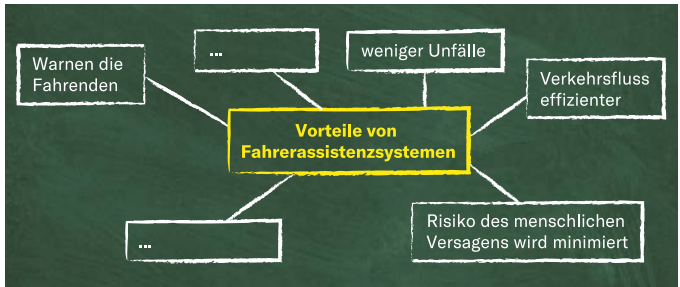 Warnen die
Fahrenden
...
weniger Unfälle
Verkehrsfluss
effizienter
Vorteile von
Fahrerassistenzsystemen
...
Risiko des menschlichen
Versagens wird minimiert